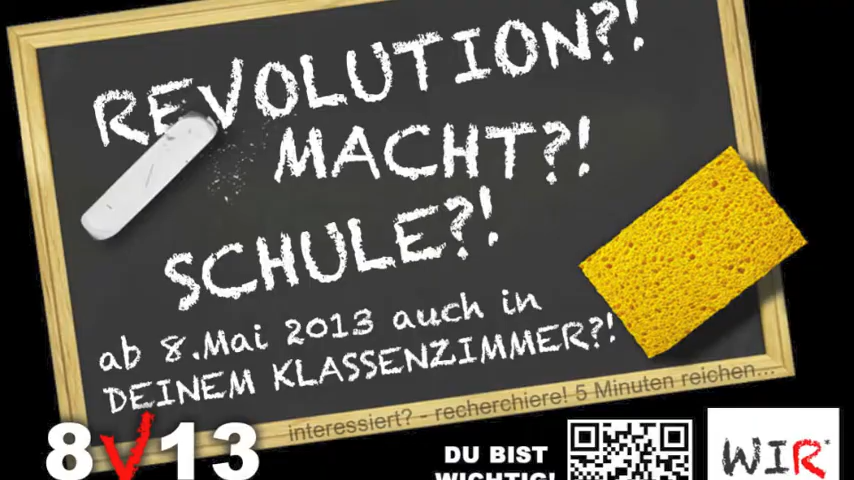 REVOLUTION?!
MACHT?!
SCHULE?!
ab 8.Mai 2013 auch in
DEINEM KLASSENZIMMER?!
interessiert? - recherchiere! 5 Minuten reichen...
8V13
DU BIST
WICHTIG!
WIR*